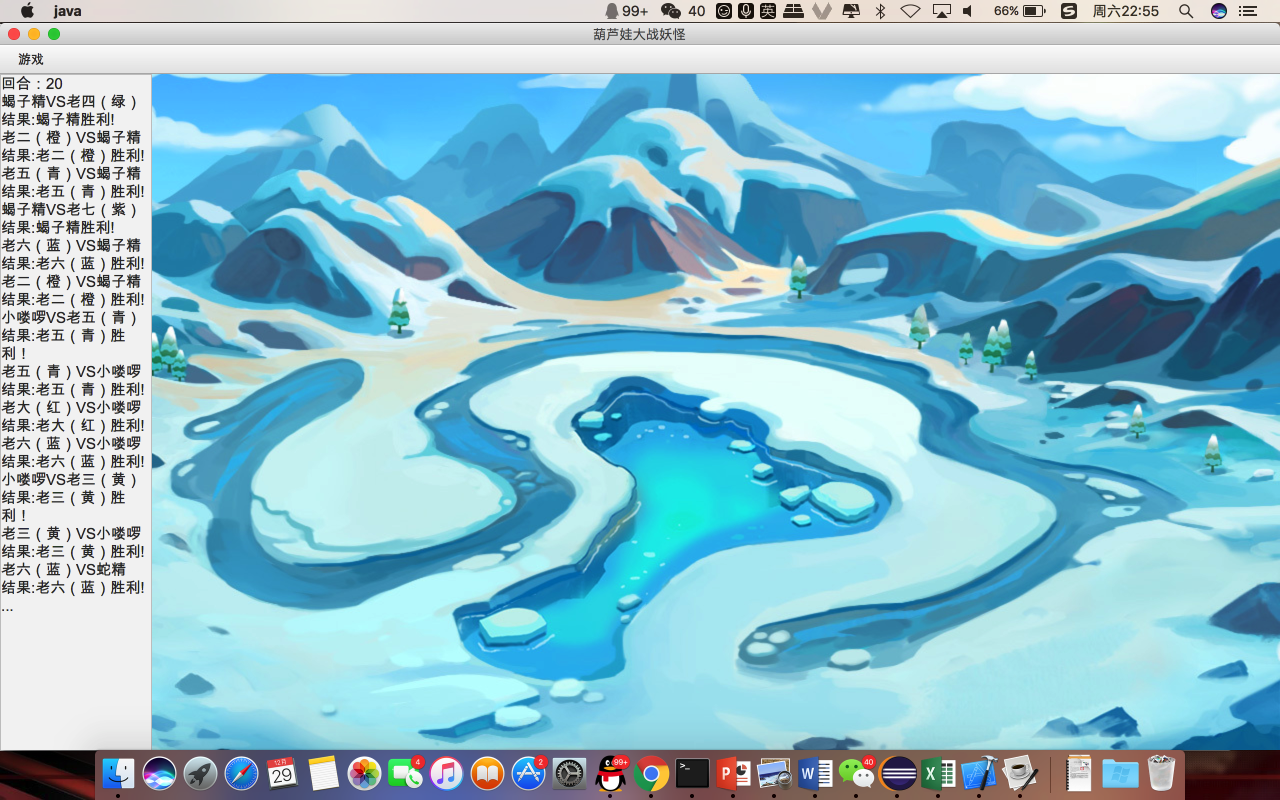 java
99+
40
英
66%
周六22:55
葫芦娃大战妖怪
游戏
回合：20
蝎子精VS老四（绿）
结果:蝎子精胜利!
老二（橙）VS蝎子精
结果:老二（橙）胜利!
老五（青）VS蝎子精
结果:老五（青）胜利!
蝎子精VS老七（紫）
结果:蝎子精胜利!
老六（蓝）VS蝎子精
结果:老六（蓝）胜利!
老二（橙）VS蝎子精
结果:老二（橙）胜利!
小喽啰VS老五（青）
结果:老五（青）胜
利！
老五（青）VS小喽啰
结果:老五（青）胜利!
老大（红）VS小喽啰
结果:老大（红）胜利!
老六（蓝）VS小喽啰
结果:老六（蓝）胜利!
小喽啰VS老三（黄）
结果:老三（黄）胜
利！
老三（黄）VS小喽啰
结果:老三（黄）胜利!
老六（蓝）VS蛇精
结果:老六（蓝）胜利!
...
12月
29
4
2
99+
40